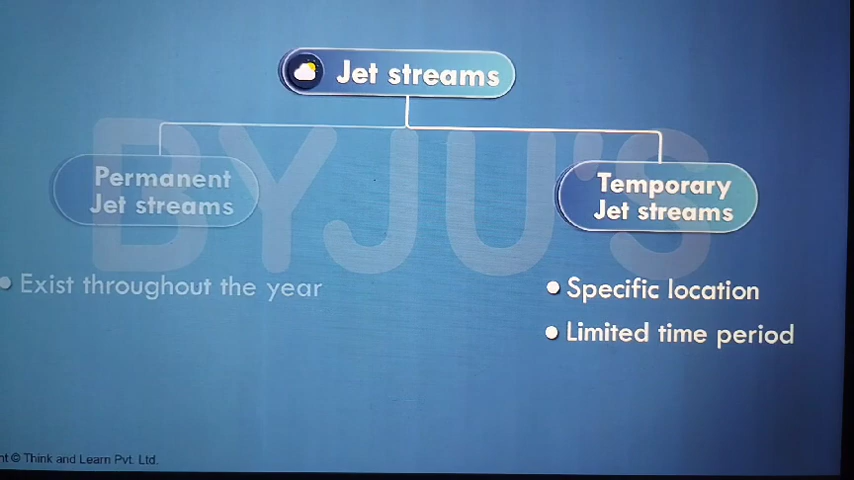 Jet streams
BYJU'S
Permanent
Jet streams
Temporary
Jet streams
Exist throughout the year
Specific location
Limited time period
© Think and Learn Pvt. Ltd.